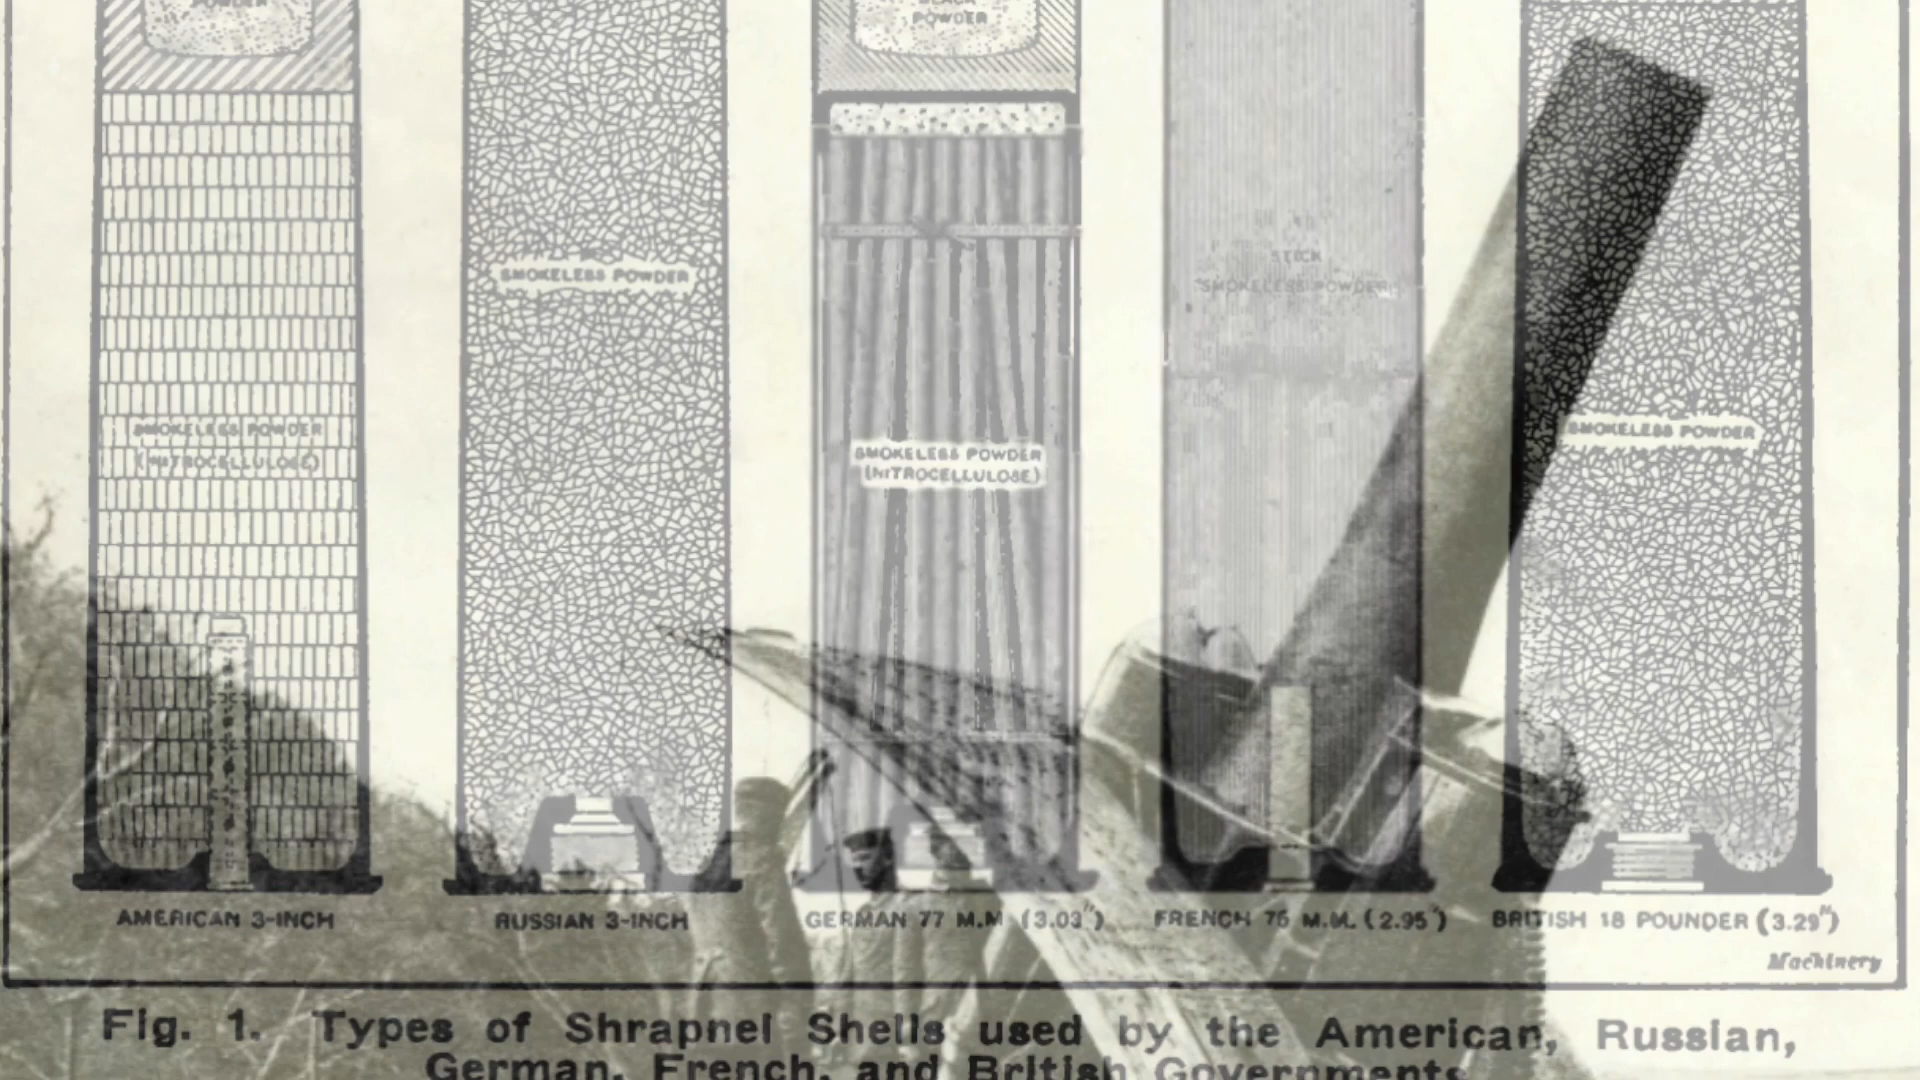 POWDER
BLACK
POWDER
SMOKELESS POWDER
STICK
SMOKELESS POWDER
SMOKELESS POWDER
(NITROCELLULOSE)
SMOKELESS POWDER
(NITROCELLULOSE)
SMOKELESS POWDER
AMERICAN 3-INCH
RUSSIAN 3-INCH
GERMAN 77 M.M (3.03")
FRENCH 75 M.M. (2.95")
BRITISH 18 POUNDER (3.29")
Machinery
Fig. 1. Types of Shrapnel Shells used by the American, Russian,
German, French, and British Governments